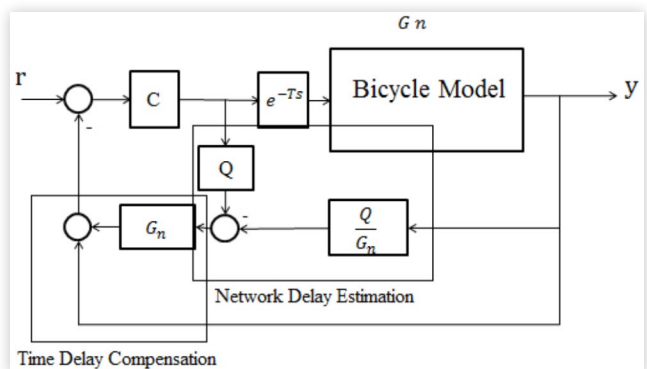 G n
r
C
e^{-Ts}
Bicycle Model
y
-
Q
-
G_n
Q
G_n
Network Delay Estimation
Time Delay Compensation